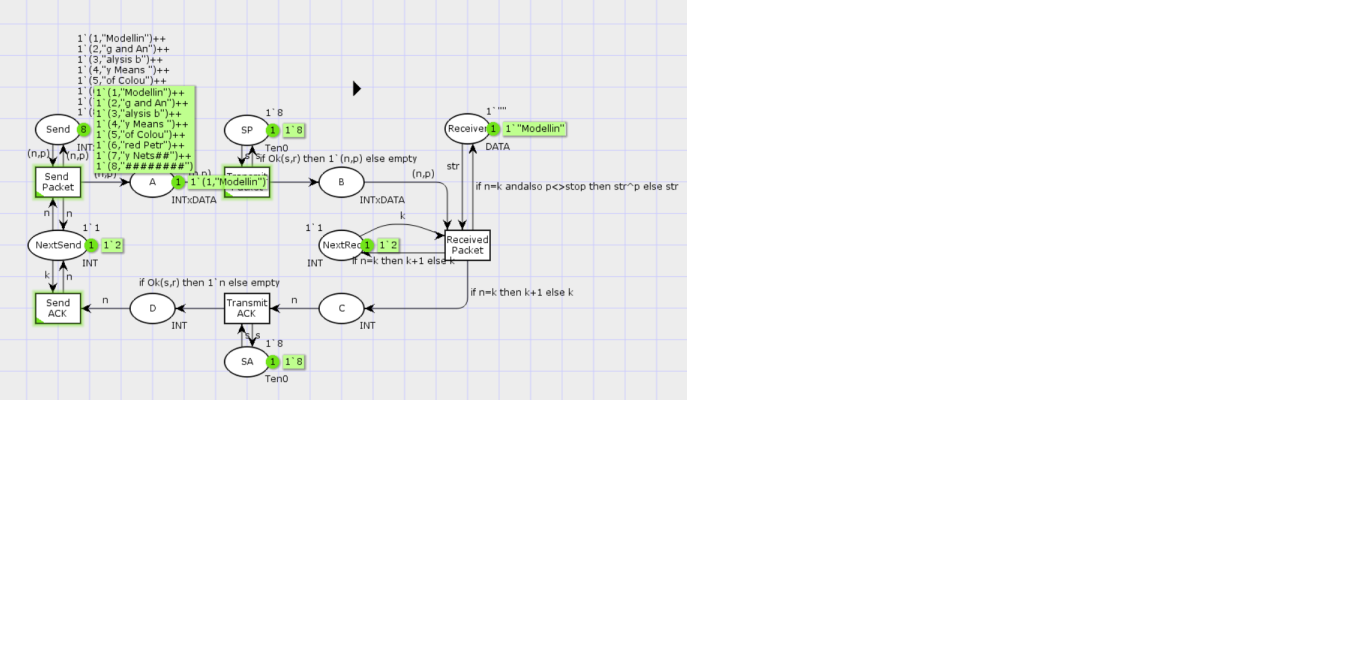 1`(1,"Modellin")++
1`(2,"g and An")++
1`(3,"alysis b")++
1`(4,"y Means ")++
1`(5,"of Colou")++
1`(
1`(
1`(
1`(1,"Modellin")++
1`(2,"g and An")++
1`(3,"alysis b")++
1`(4,"y Means ")++
1`(5,"of Colou")++
1`(6,"red Petr")++
1`(7,"y Nets##")++
1`(8,"########")
Send
8
(n,p)
(n,p)
1`8
SP
1
1`8
Ten0
s
s
if Ok(s,r) then 1`(n,p) else empty
1`""
Receiver
1
1`"Modellin"
DATA
str
if n=k andalso p<>stop then str^p else str
Send
Packet
(n,p)
A
1
1`(1,"Modellin")
INTxDATA
B
(n,p)
INTxDATA
n
n
1`1
NextSend
1
1`2
INT
1`1
NextRec
1
1`2
INT
k
if n=k then k+1 else k
Received
Packet
k
n
if Ok(s,r) then 1`n else empty
if n=k then k+1 else k
Send
ACK
n
D
INT
Transmit
ACK
n
C
INT
s
s
1`8
SA
1
1`8
Ten0